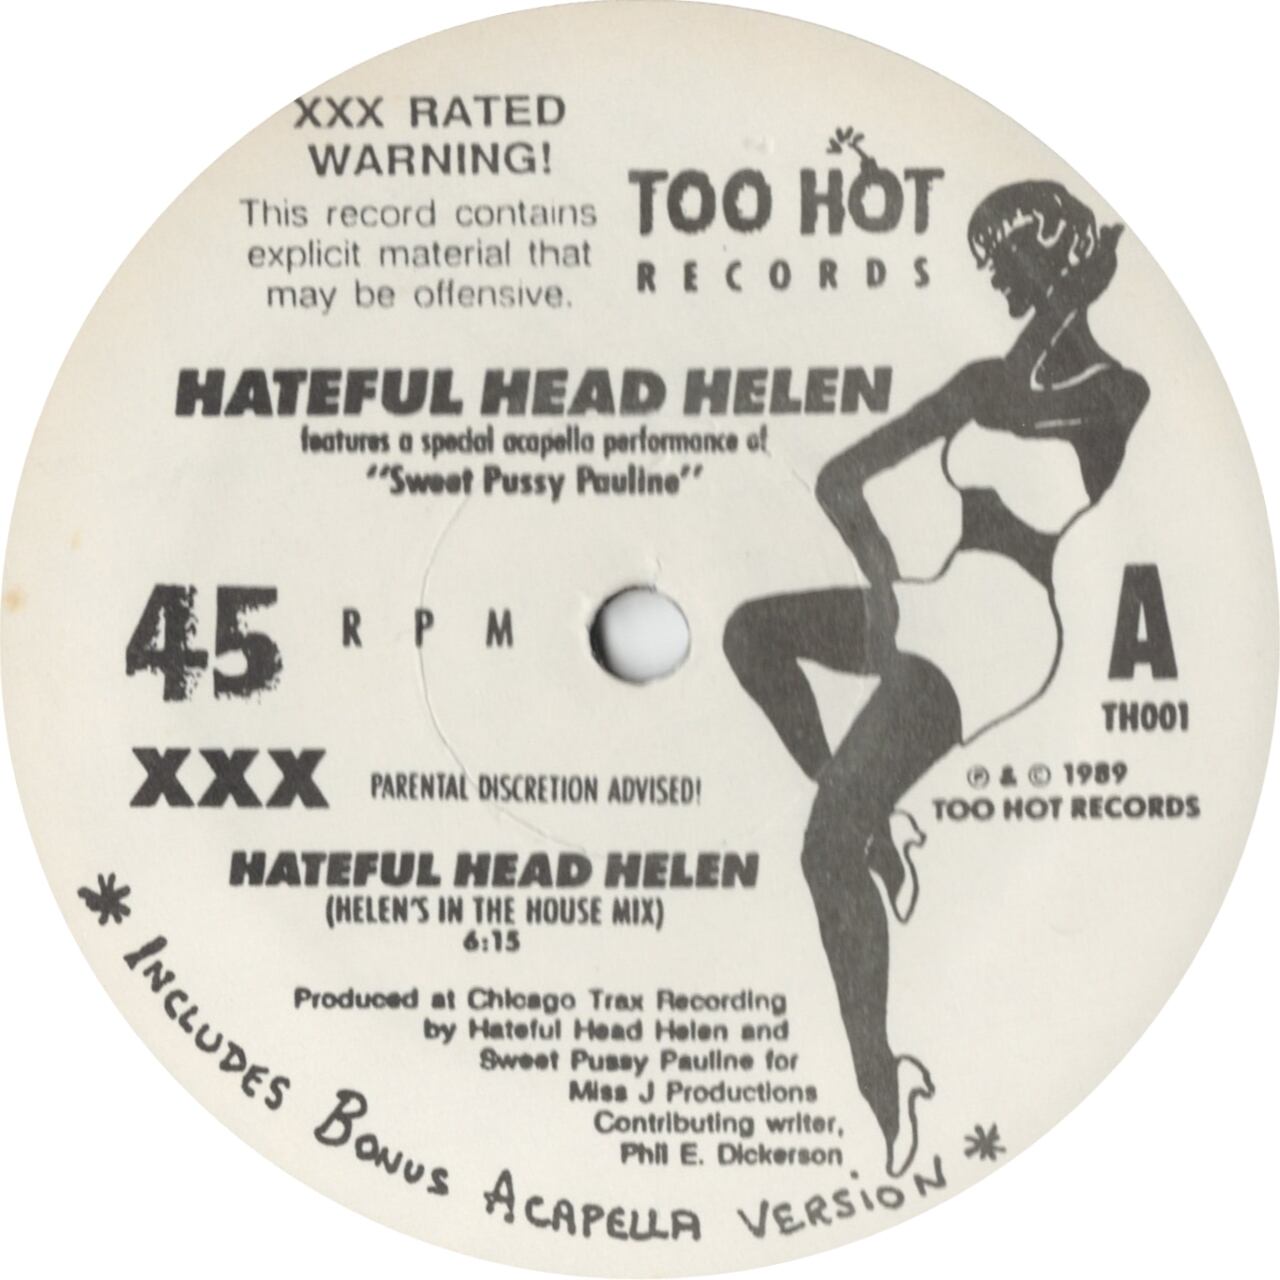 XXX RATED
WARNING!
This record contains
explicit material that
may be offensive.
TOO HOT
RECORDS
HATEFUL HEAD HELEN
features a special acapella performance of
"Sweet Pussy Pauline"
45 RPM
A
TH001
XXX PARENTAL DISCRETION ADVISED!
℗ & © 1989
TOO HOT RECORDS
HATEFUL HEAD HELEN
(HELEN'S IN THE HOUSE MIX)
6:15
Produced at Chicago Trax Recording
by Hateful Head Helen and
Sweet Pussy Pauline for
Miss J Productions
Contributing writer,
Phil E. Dickerson
* INCLUDES BONUS ACAPELLA VERSION *